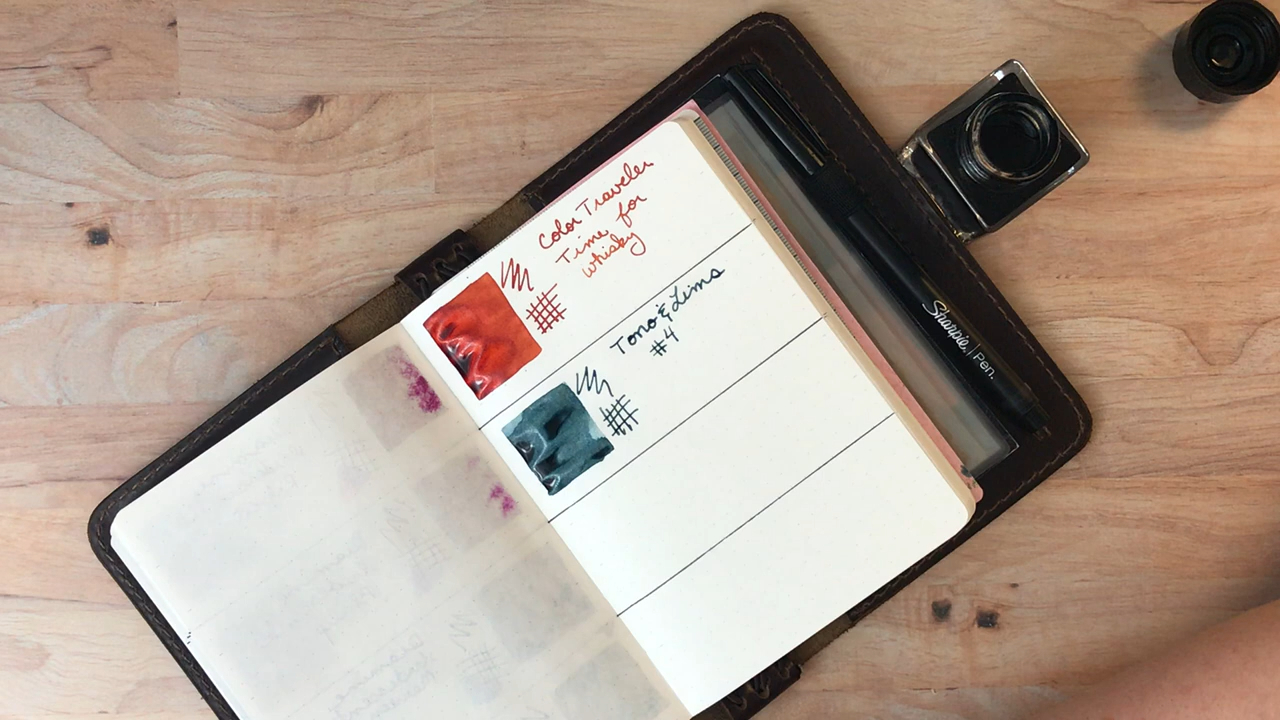 Color Traveler
Time for
whisky
Tono & Lims
#4
Sharpie. | Pen.